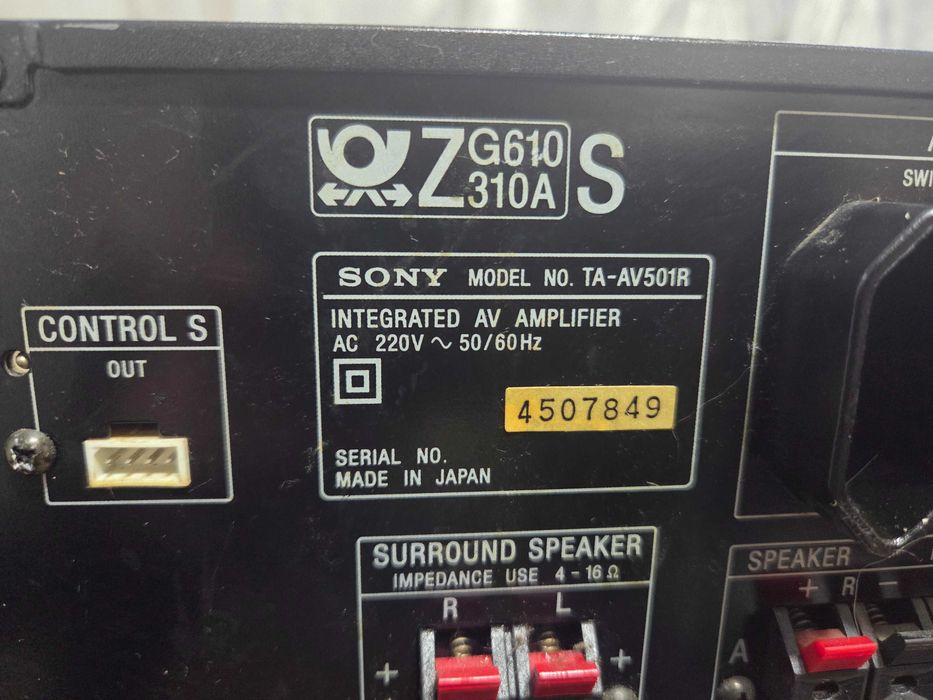 Z G610 S
310A
SONY MODEL NO. TA-AV501R
INTEGRATED AV AMPLIFIER
AC 220V ~ 50/60Hz
4507849
SERIAL NO.
MADE IN JAPAN
CONTROL S
OUT
SURROUND SPEAKER
IMPEDANCE USE 4-16Ω
R L
+ +
SPEAKER
+ R -
A